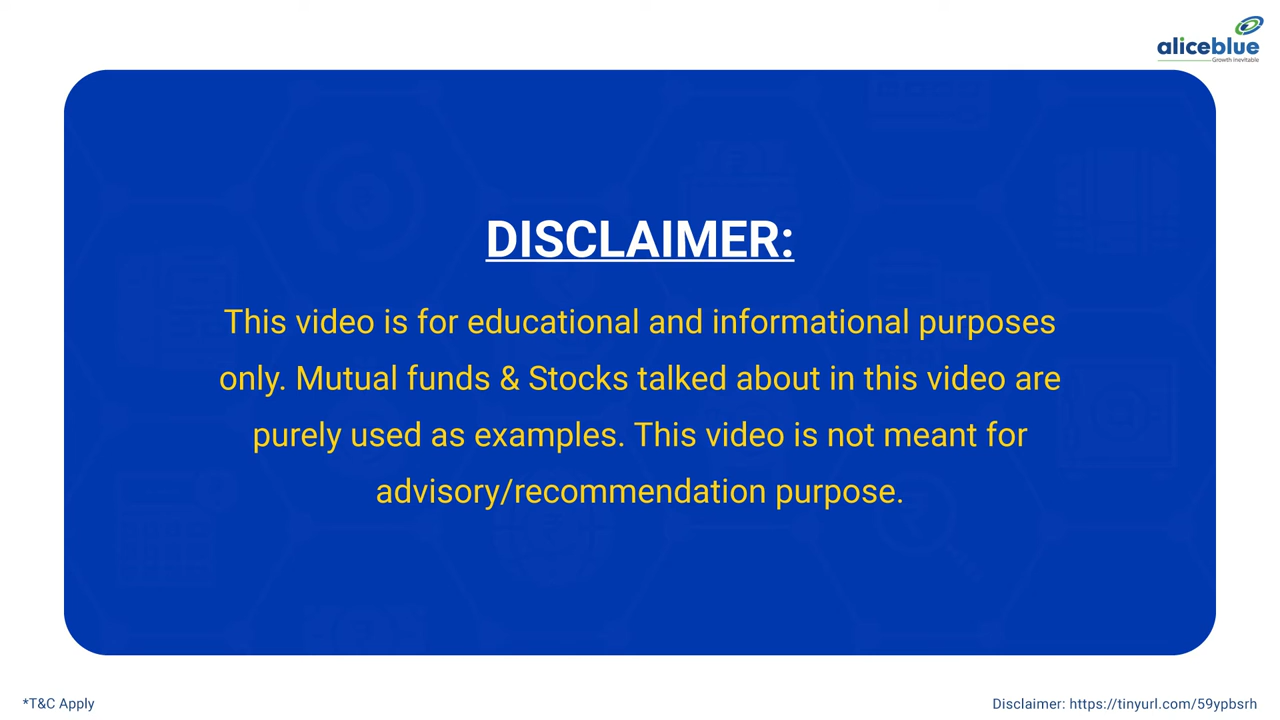 aliceblue
Growth inevitable
DISCLAIMER:
This video is for educational and informational purposes
only. Mutual funds & Stocks talked about in this video are
purely used as examples. This video is not meant for
advisory/recommendation purpose.
*T&C Apply
Disclaimer: https://tinyurl.com/59ypbsrh